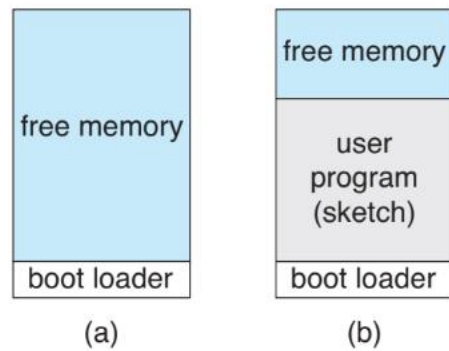 free memory
boot loader
(a)
free memory
user
program
(sketch)
boot loader
(b)